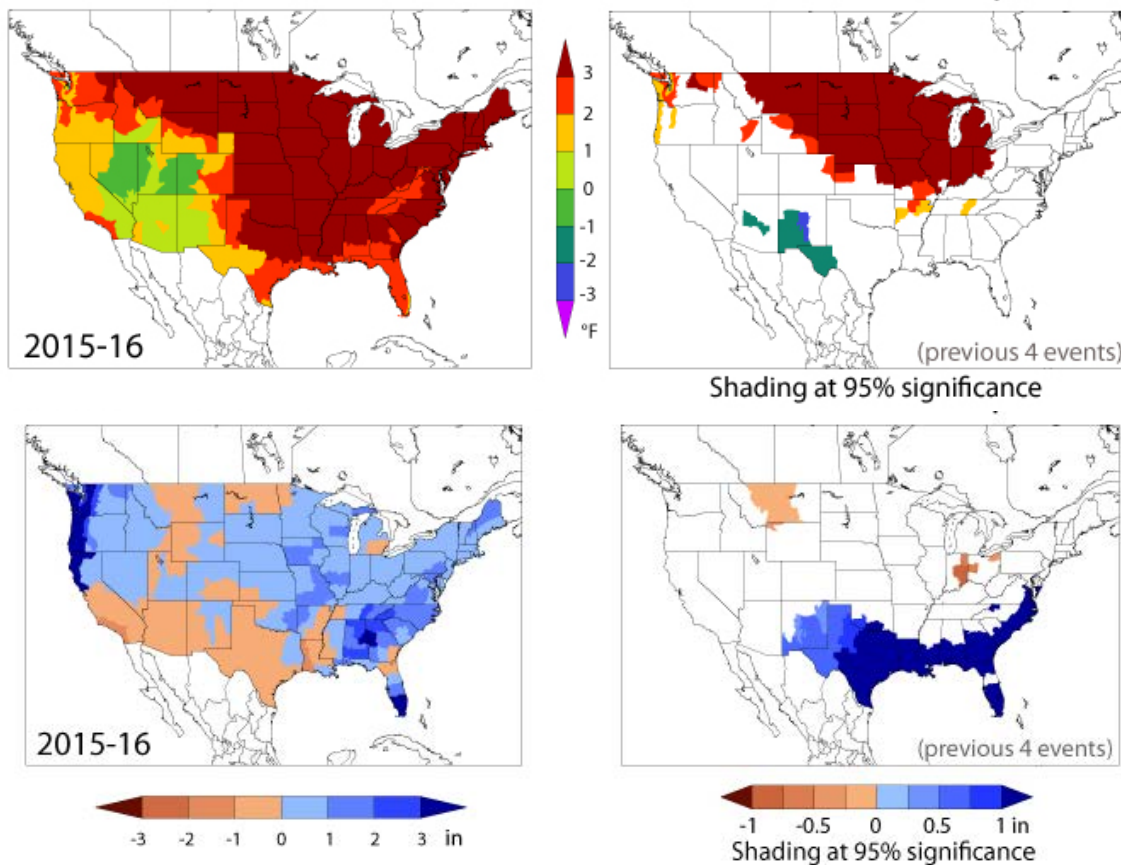 3
2
1
0
-1
-2
-3
°F
2015-16
(previous 4 events)
Shading at 95% significance
2015-16
(previous 4 events)
-3 -2 -1 0 1 2 3 in
-1 -0.5 0 0.5 1 in
Shading at 95% significance